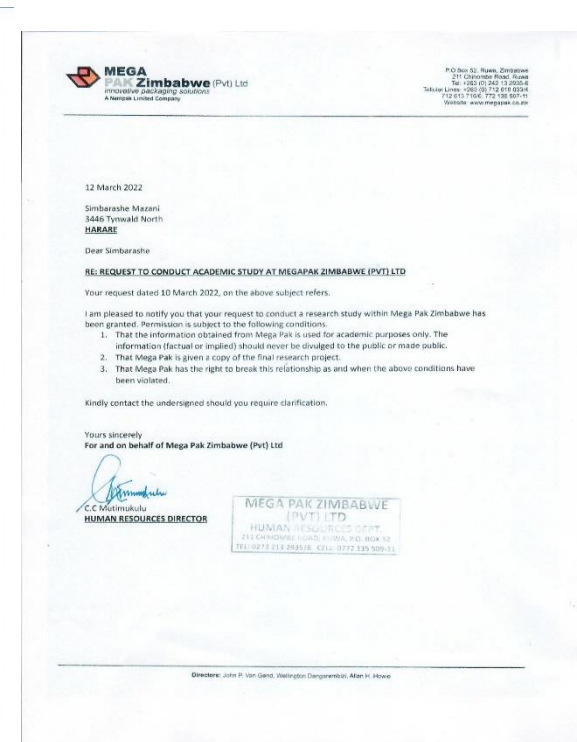 MEGA
PAK Zimbabwe (Pvt) Ltd
innovative packaging solutions
A Nampak Limited Company
P.O Box 52, Ruwa, Zimbabwe
211 Chinombe Road, Ruwa
12 March 2022
Simbarashe Mazani
3446 Tynwald North
HARARE
Dear Simbarashe
RE: REQUEST TO CONDUCT ACADEMIC STUDY AT MEGAPAK ZIMBABWE (PVT) LTD
Your request dated 10 March 2022, on the above subject refers.
I am pleased to notify you that your request to conduct a research study within Mega Pak Zimbabwe has
been granted. Permission is subject to the following conditions.
1. That the information obtained from Mega Pak is used for academic purposes only. The
information (factual or implied) should never be divulged to the public or made public.
2. That Mega Pak is given a copy of the final research project.
3. That Mega Pak has the right to break this relationship as and when the above conditions have
been violated.
Kindly contact the undersigned should you require clarification.
Yours sincerely
For and on behalf of Mega Pak Zimbabwe (Pvt) Ltd
C.C Mutimukulu
HUMAN RESOURCES DIRECTOR
MEGA PAK ZIMBABWE
(PVT) LTD
HUMAN RESOURCES DEPT
Directors: John P. Van Gend, Wellington Allan H. Howie